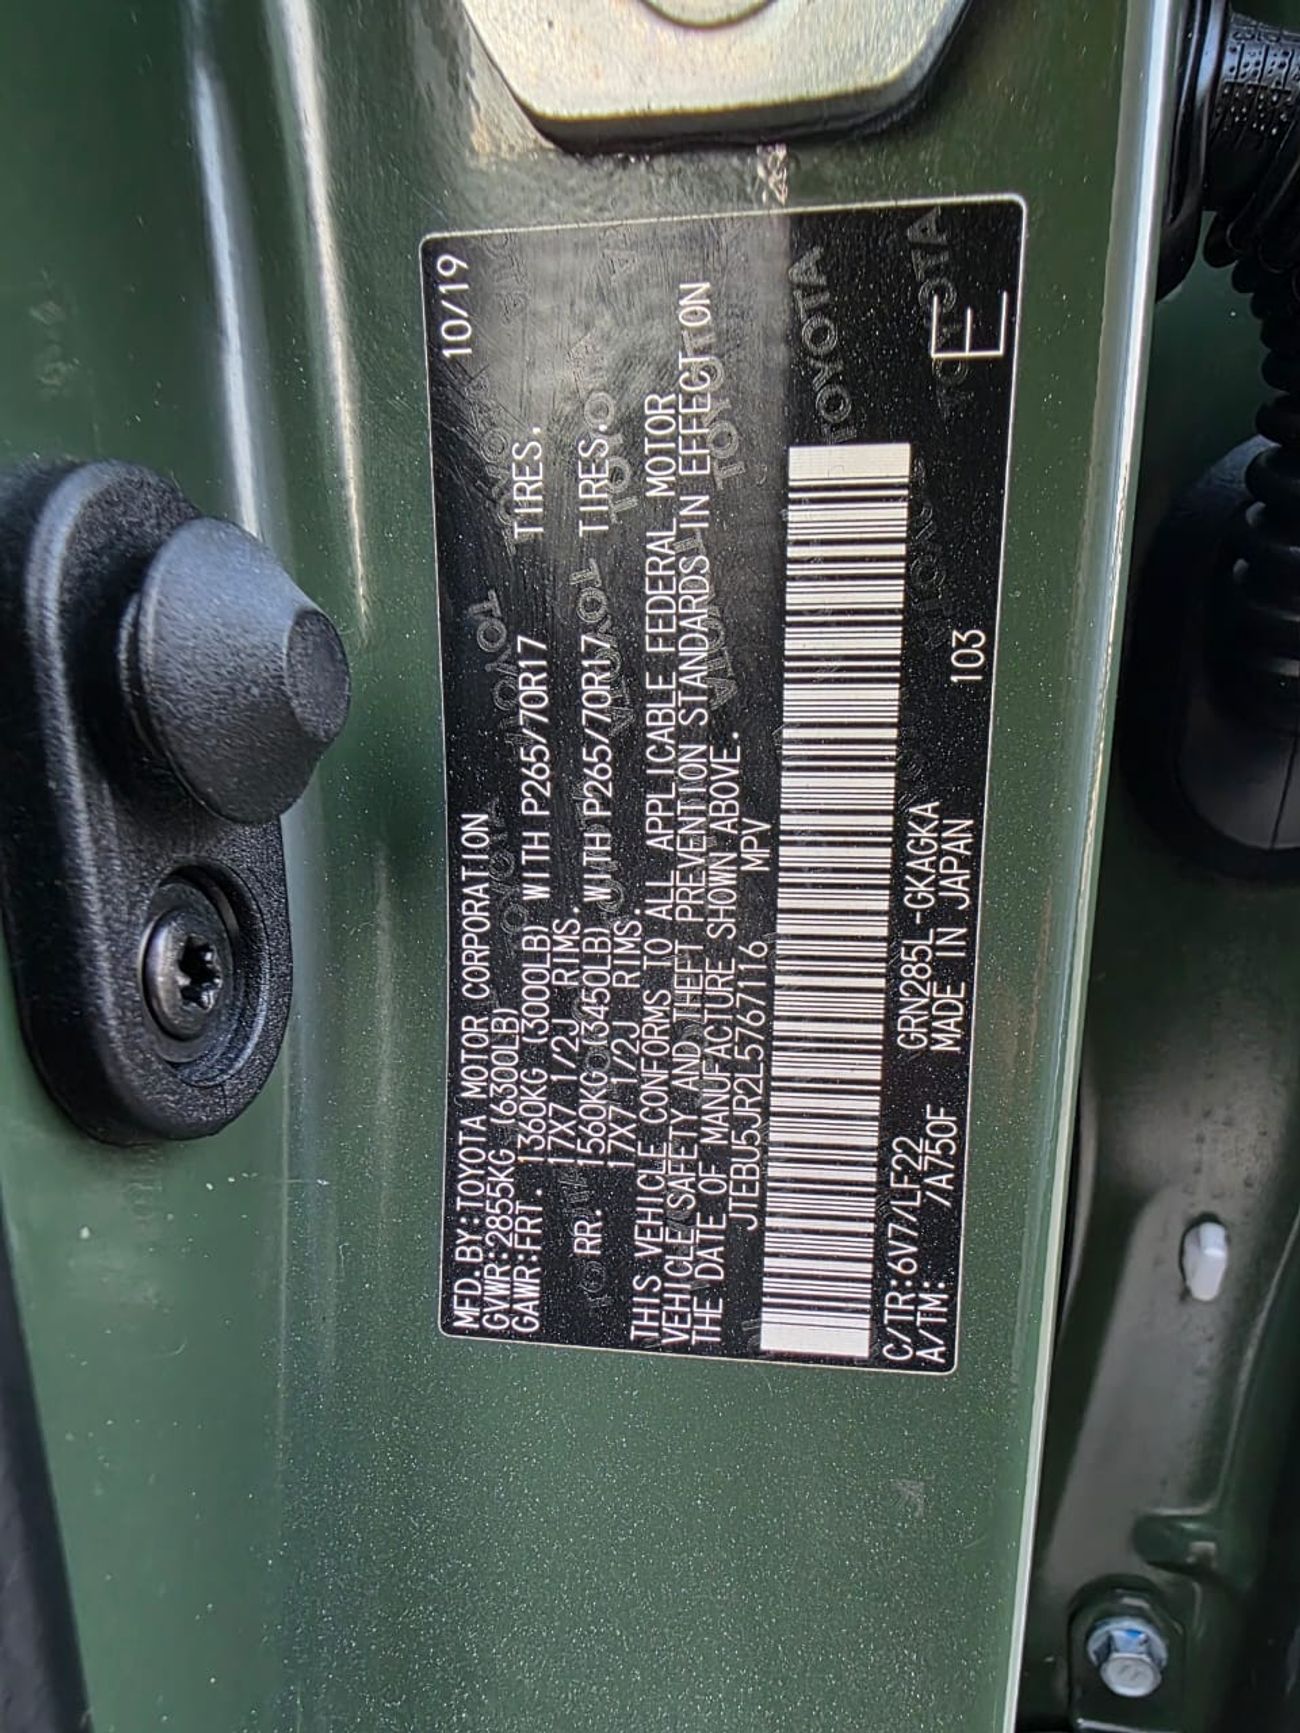 MFD.BY:TOYOTA MOTOR CORPORATION 10/19
GVWR:2855KG (6300LB)
GAWR:FRT. 1360KG (3000LB) WITH P265/70R17 TIRES.
17X7 1/2J RIMS.
RR. 1560KG (3450LB) WITH P265/70R17 TIRES.
17X7 1/2J RIMS.
THIS VEHICLE CONFORMS TO ALL APPLICABLE FEDERAL MOTOR
VEHICLE SAFETY AND THEFT PREVENTION STANDARDS IN EFFECT ON
THE DATE OF MANUFACTURE SHOWN ABOVE.
JTEBU5JR2L5767116 MPV
C/TR:6V7/LF22 GRN285L-GKAGKA
A/TM: /A750F MADE IN JAPAN 103 E
TOYOTA